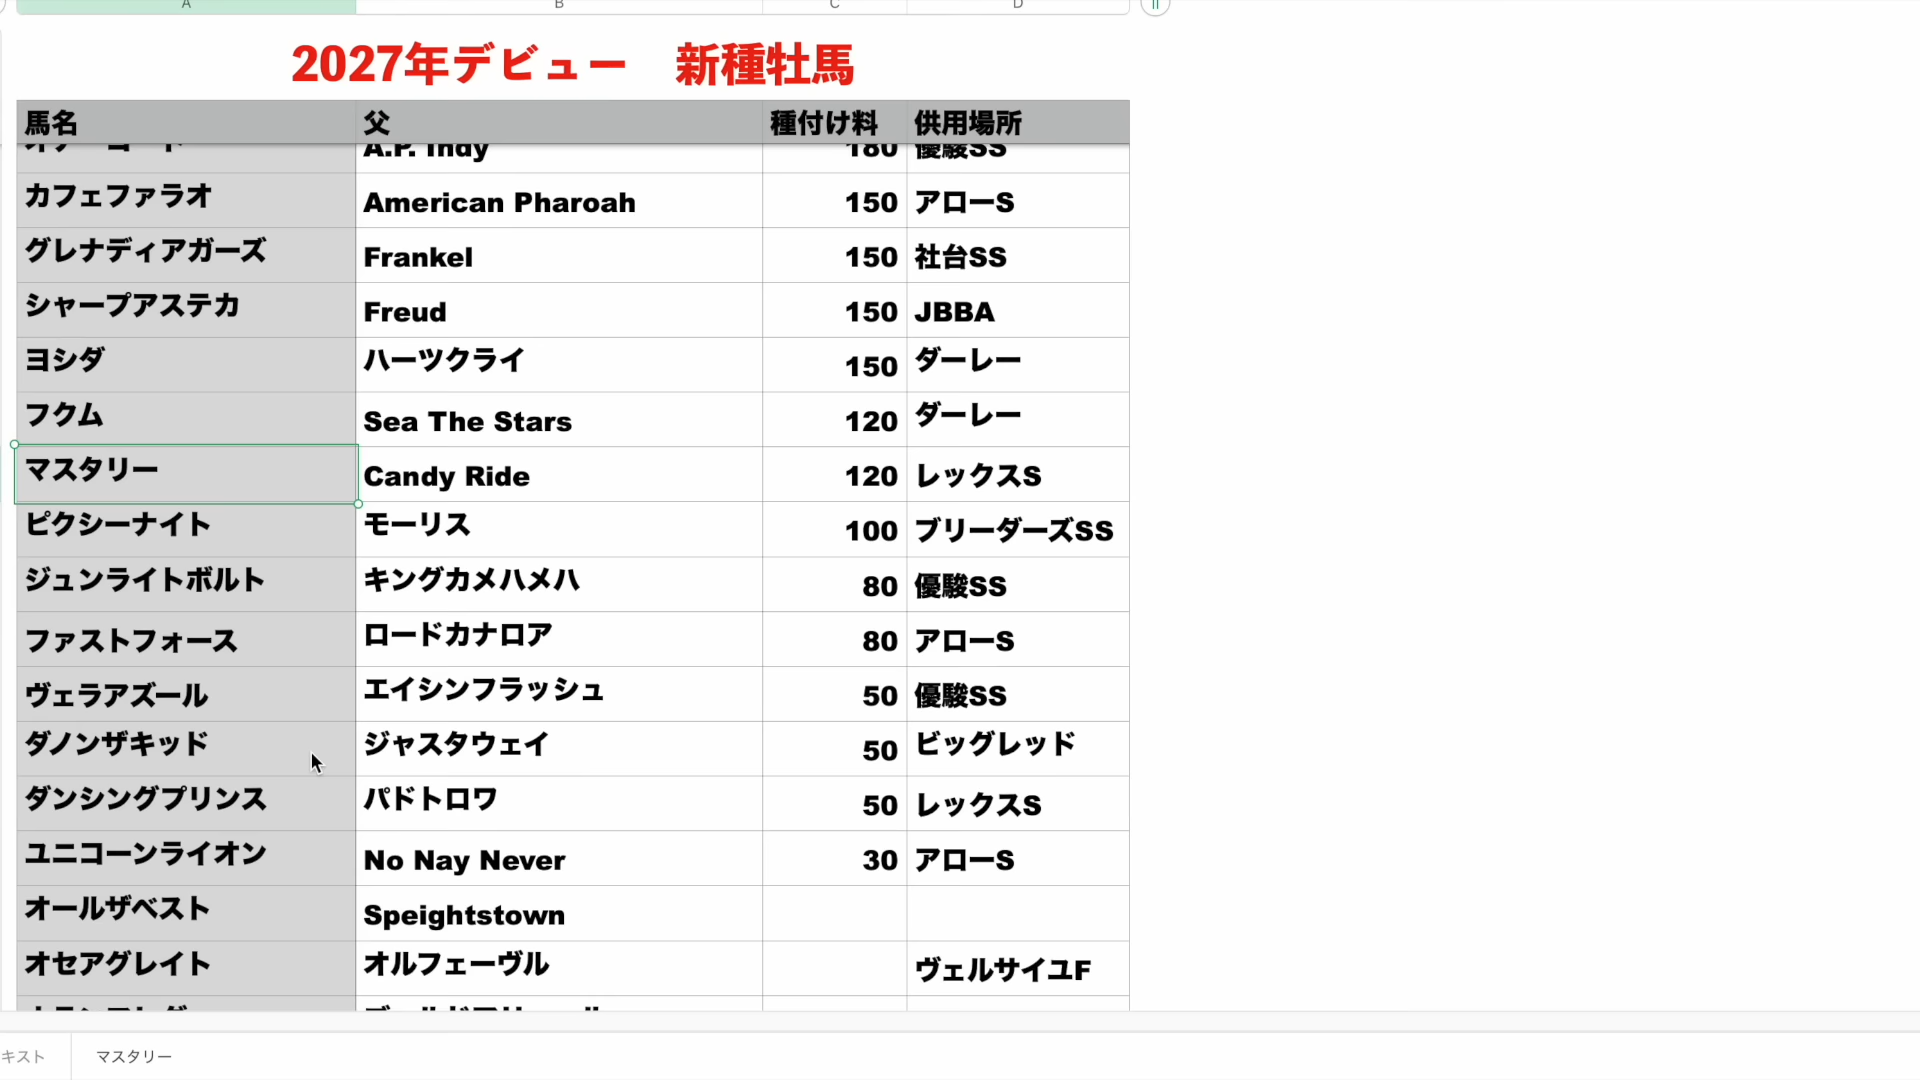 A B C D
2027年デビュー　新種牡馬
馬名 父 種付け料 供用場所
A.P. Indy 180 優駿SS
カフェファラオ American Pharoah 150 アローS
グレナディアガーズ Frankel 150 社台SS
シャープアステカ Freud 150 JBBA
ヨシダ ハーツクライ 150 ダーレー
フクム Sea The Stars 120 ダーレー
マスタリー Candy Ride 120 レックスS
ピクシーナイト モーリス 100 ブリーダーズSS
ジュンライトボルト キングカメハメハ 80 優駿SS
ファストフォース ロードカナロア 80 アローS
ヴェラアズール エイシンフラッシュ 50 優駿SS
ダノンザキッド ジャスタウェイ 50 ビッグレッド
ダンシングプリンス パドトロワ 50 レックスS
ユニコーンライオン No Nay Never 30 アローS
オールザベスト Speightstown
オセアグレイト オルフェーヴル ヴェルサイユF
キスト マスタリー